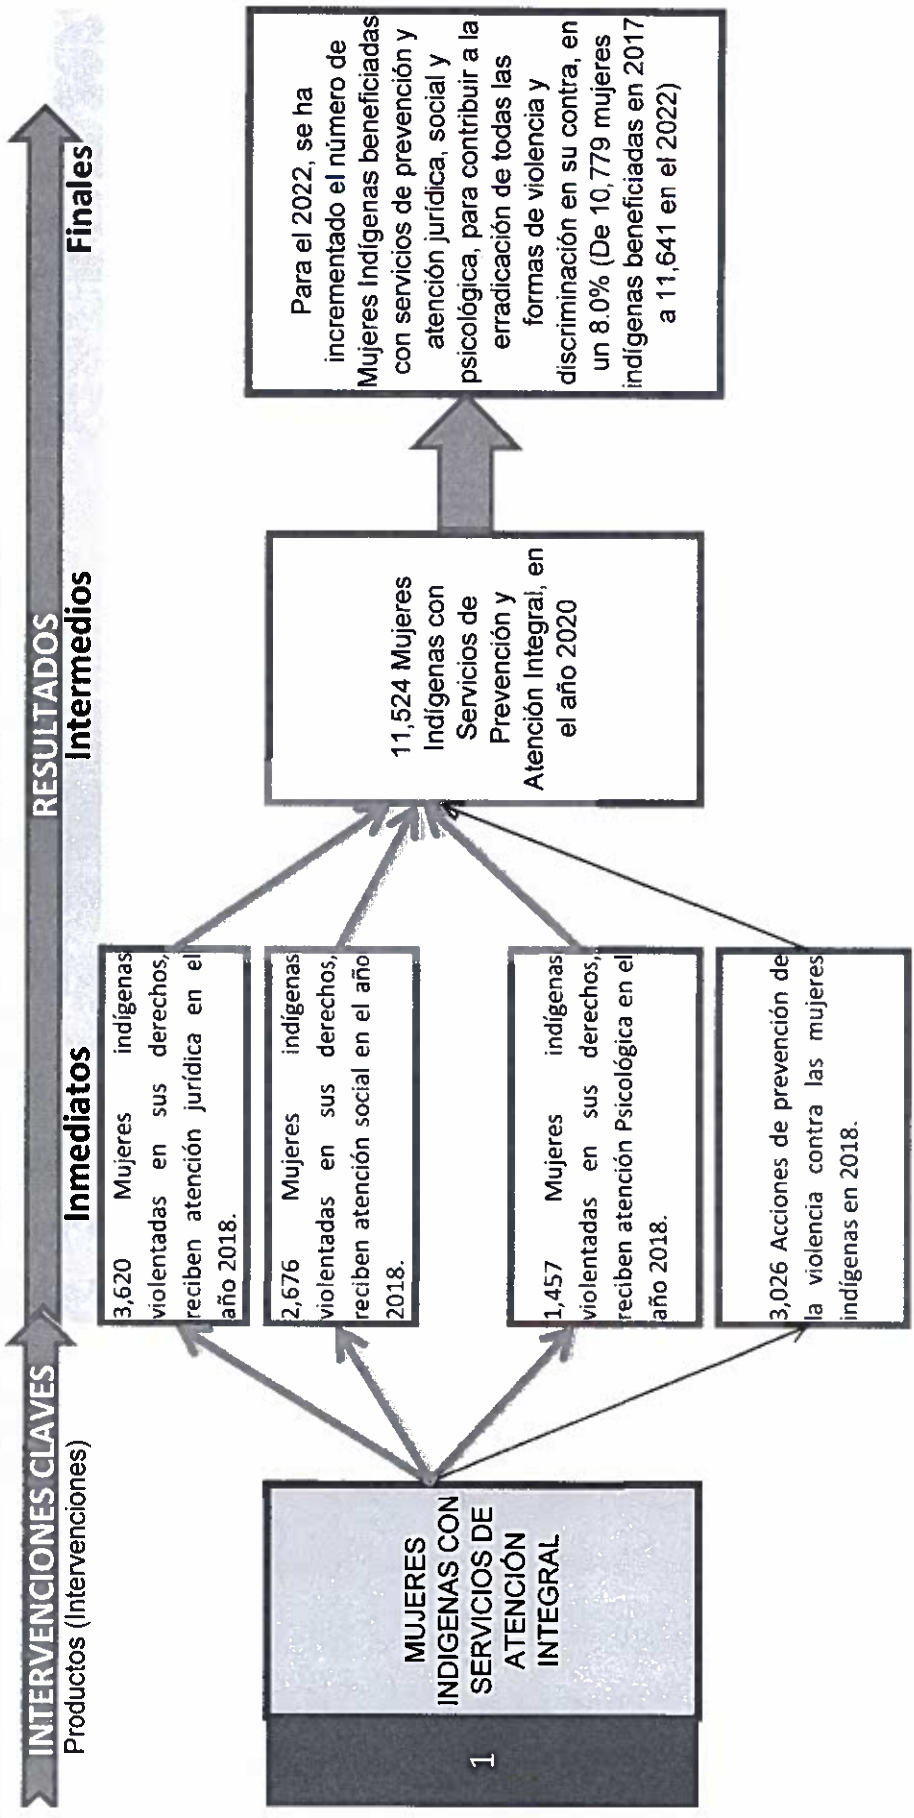 INTERVENCIONES CLAVES
RESULTADOS
Productos (Intervenciones)
Inmediatos
Intermedios
Finales
1
MUJERES
INDIGENAS CON
SERVICIOS DE
ATENCIÓN
INTEGRAL
3,620 Mujeres indígenas
violentadas en sus derechos,
reciben atención jurídica en el
año 2018.
2,676 Mujeres indígenas
violentadas en sus derechos,
reciben atención social en el año
2018.
1,457 Mujeres indígenas
violentadas en sus derechos,
reciben atención Psicológica en el
año 2018.
3,026 Acciones de prevención de
la violencia contra las mujeres
indígenas en 2018.
11,524 Mujeres
Indígenas con
Servicios de
Prevención y
Atención Integral, en
el año 2020
Para el 2022, se ha
incrementado el número de
Mujeres Indígenas beneficiadas
con servicios de prevención y
atención jurídica, social y
psicológica, para contribuir a la
erradicación de todas las
formas de violencia y
discriminación en su contra, en
un 8.0% (De 10,779 mujeres
indígenas beneficiadas en 2017
a 11,641 en el 2022)